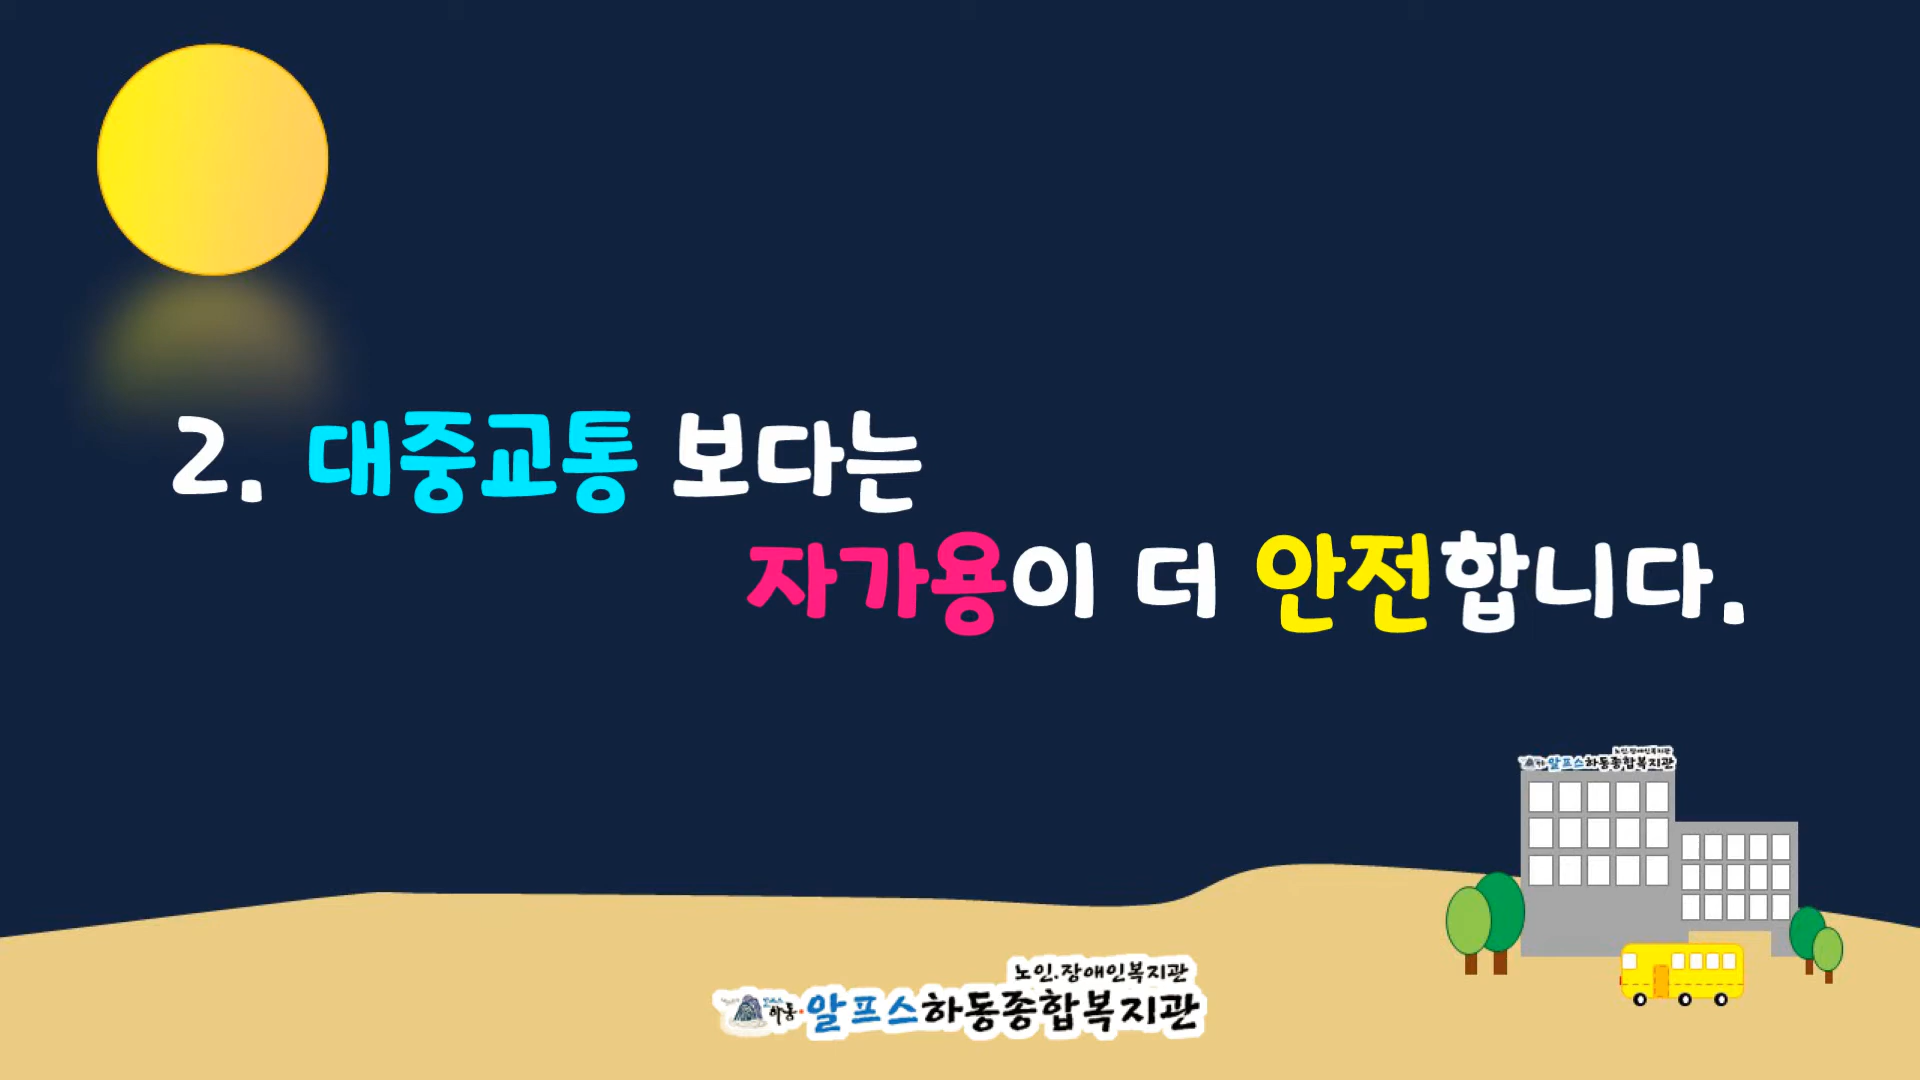 2. 대중교통 보다는
자가용이 더 안전합니다.
노인.장애인복지관
알프스하동종합복지관
노인.장애인복지관
하동 알프스하동종합복지관